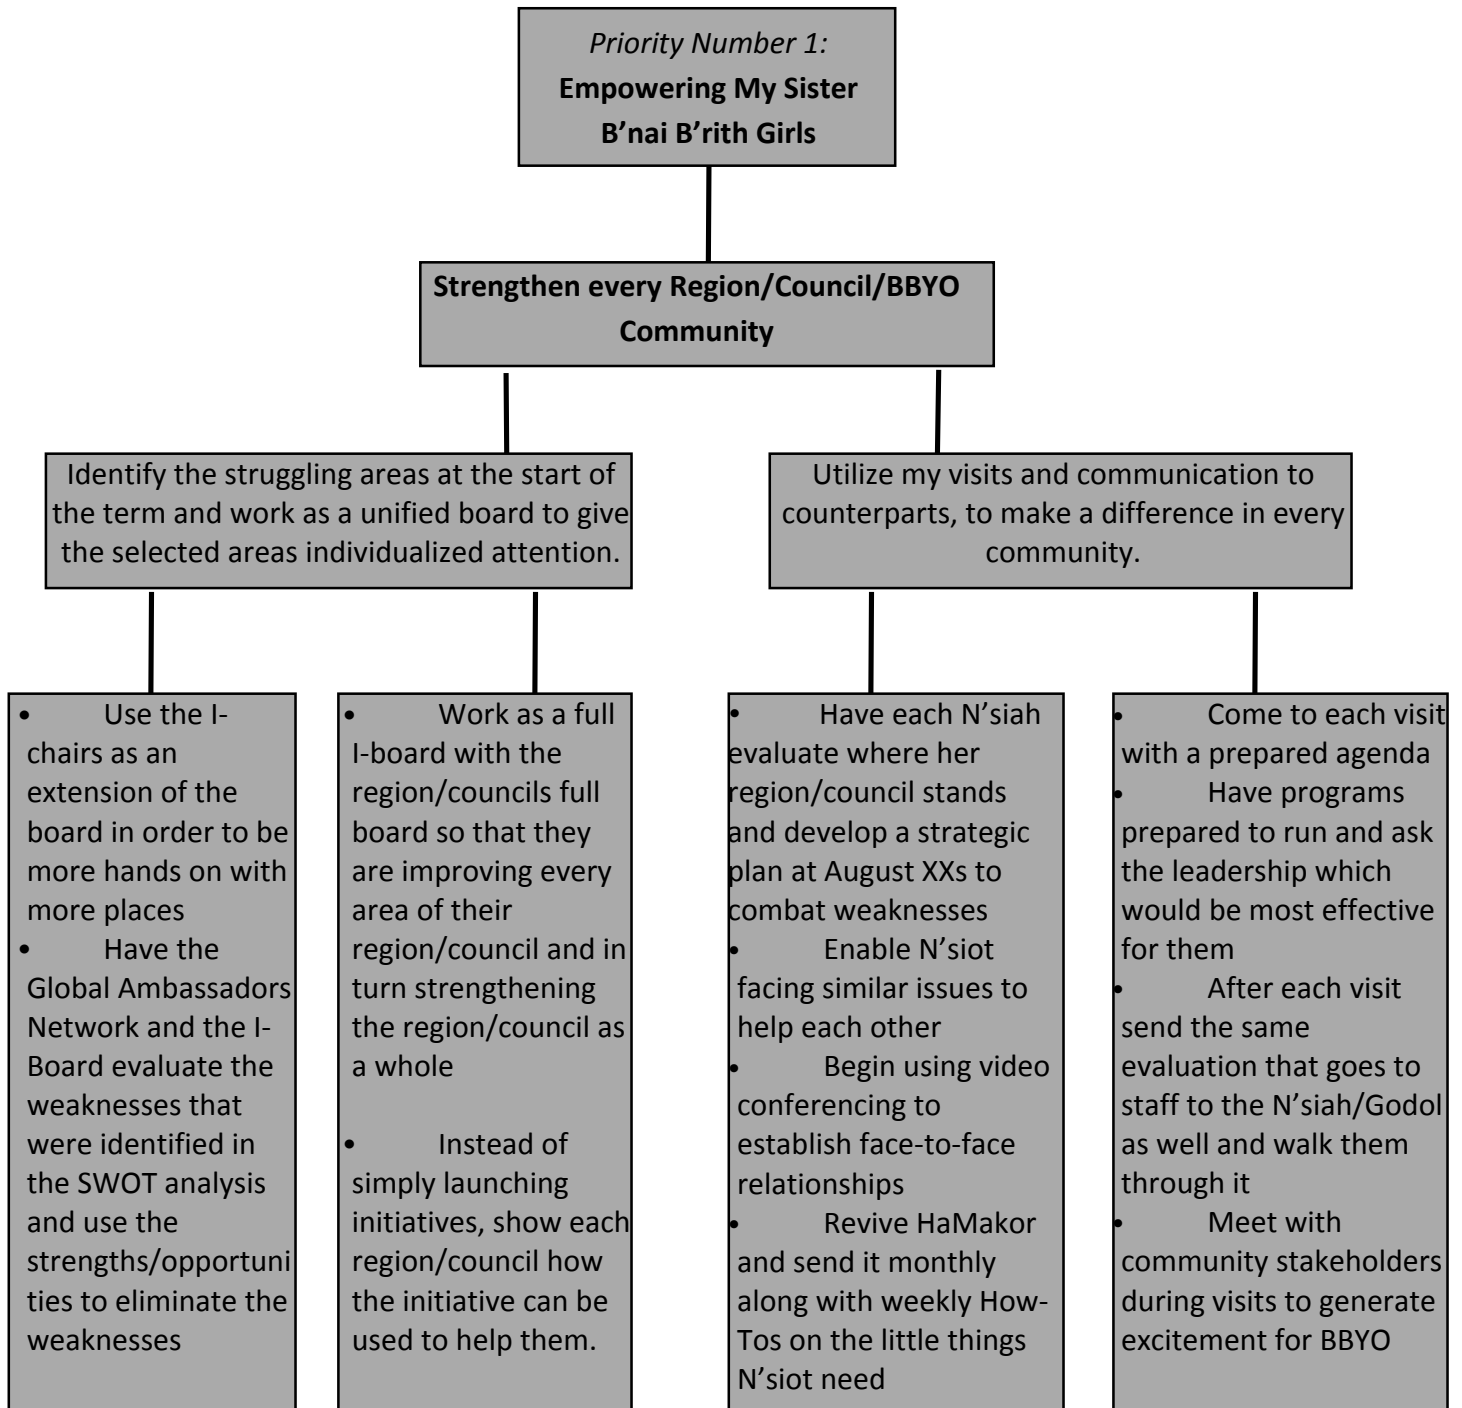 Priority Number 1:
Empowering My Sister
B’nai B’rith Girls
Strengthen every Region/Council/BBYO
Community
Identify the struggling areas at the start of
the term and work as a unified board to give
the selected areas individualized attention.
Utilize my visits and communication to
counterparts, to make a difference in every
community.
• Use the I-
chairs as an
extension of the
board in order to be
more hands on with
more places
• Have the
Global Ambassadors
Network and the I-
Board evaluate the
weaknesses that
were identified in
the SWOT analysis
and use the
strengths/opportuni
ties to eliminate the
weaknesses
• Work as a full
I-board with the
region/councils full
board so that they
are improving every
area of their
region/council and in
turn strengthening
the region/council as
a whole
• Instead of
simply launching
initiatives, show each
region/council how
the initiative can be
used to help them.
• Have each N’siah
evaluate where her
region/council stands
and develop a strategic
plan at August XXs to
combat weaknesses
• Enable N’siot
facing similar issues to
help each other
• Begin using video
conferencing to
establish face-to-face
relationships
• Revive HaMakor
and send it monthly
along with weekly How-
Tos on the little things
N’siot need
• Come to each visit
with a prepared agenda
• Have programs
prepared to run and ask
the leadership which
would be most effective
for them
• After each visit
send the same
evaluation that goes to
staff to the N’siah/Godol
as well and walk them
through it
• Meet with
community stakeholders
during visits to generate
excitement for BBYO